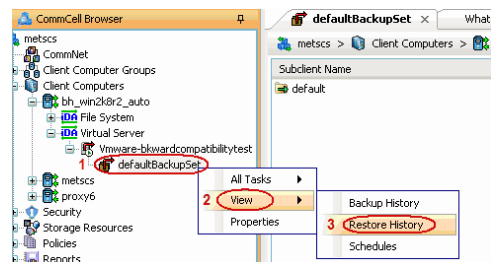 CommCell Browser
metscs
CommNet
Client Computer Groups
Client Computers
bh_win2k8r2_auto
iDA File System
iDA Virtual Server
Vmware-bkwardcompatibilitytest
1 defaultBackupSet
metscs
proxy6
Security
Storage Resources
Policies
Reports
defaultBackupSet × What
metscs > Client Computers >
Subclient Name
default
All Tasks
2 View
Properties
Backup History
3 Restore History
Schedules